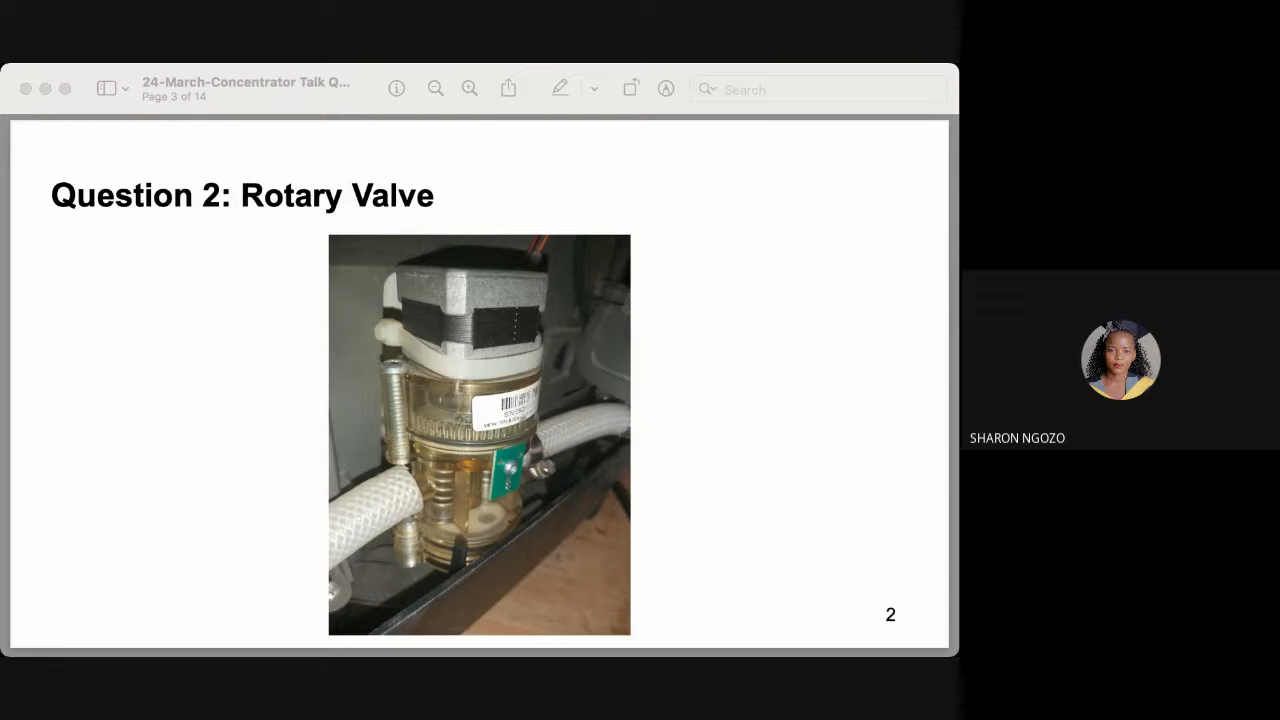 24-March-Concentrator Talk Q...
Page 3 of 14
Search
Question 2: Rotary Valve
2
SHARON NGOZO